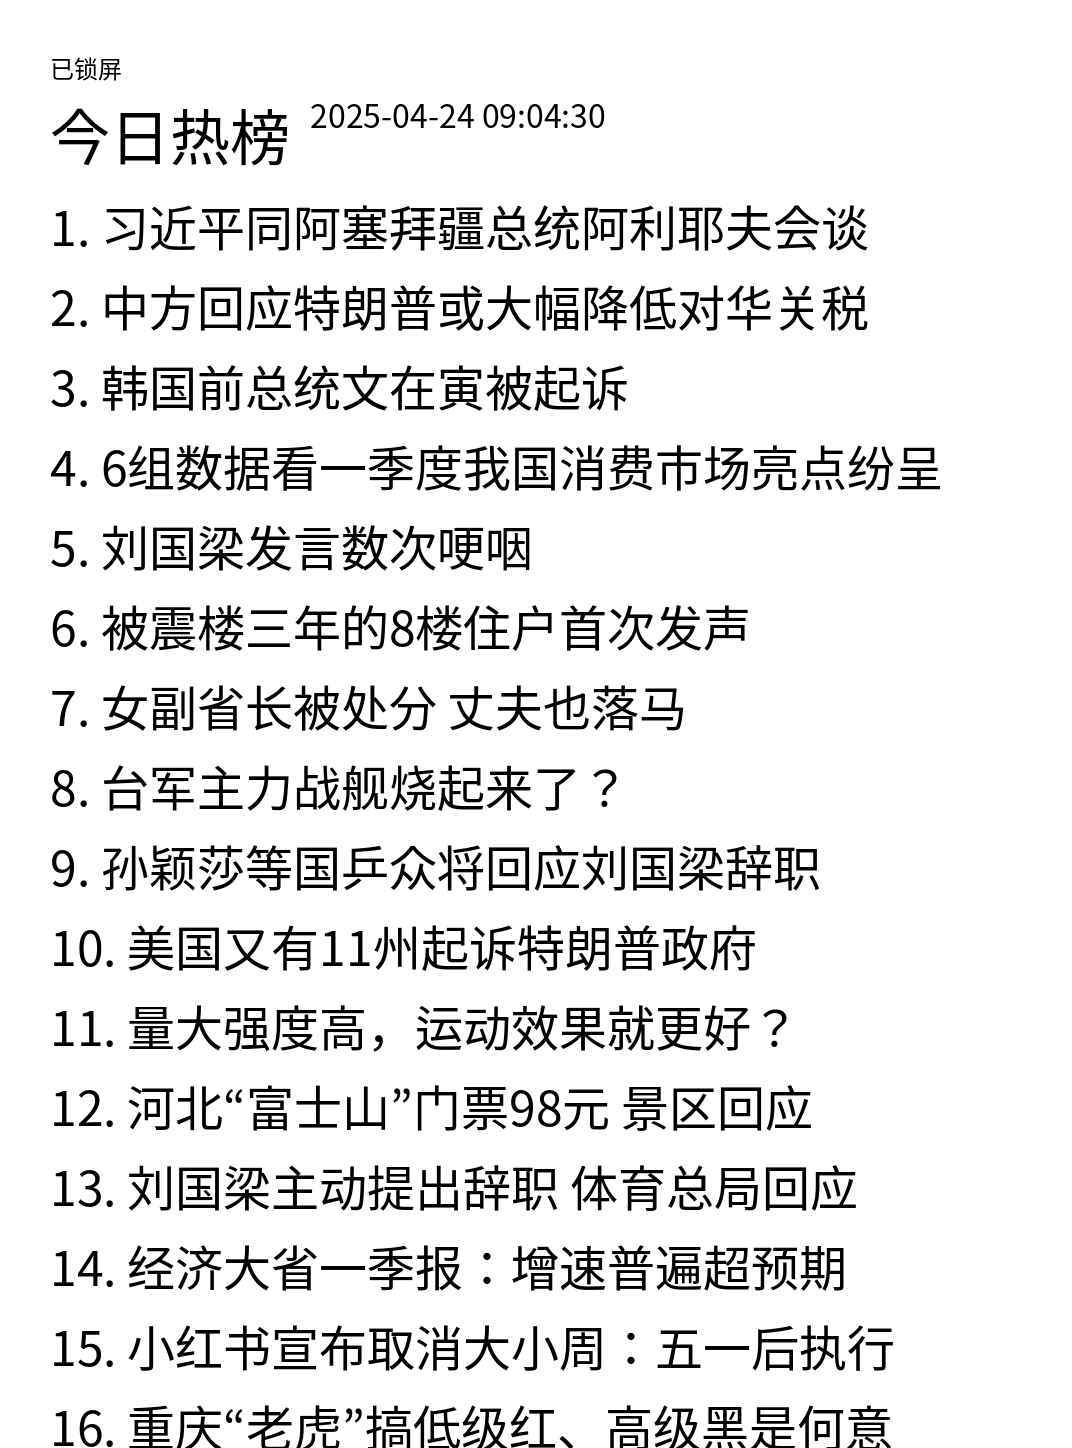 已锁屏
今日热榜 2025-04-24 09:04:30
1. 习近平同阿塞拜疆总统阿利耶夫会谈
2. 中方回应特朗普或大幅降低对华关税
3. 韩国前总统文在寅被起诉
4. 6组数据看一季度我国消费市场亮点纷呈
5. 刘国梁发言数次哽咽
6. 被震楼三年的8楼住户首次发声
7. 女副省长被处分 丈夫也落马
8. 台军主力战舰烧起来了？
9. 孙颖莎等国乒众将回应刘国梁辞职
10. 美国又有11州起诉特朗普政府
11. 量大强度高，运动效果就更好？
12. 河北“富士山”门票98元 景区回应
13. 刘国梁主动提出辞职 体育总局回应
14. 经济大省一季报：增速普遍超预期
15. 小红书宣布取消大小周：五一后执行
16. 重庆“老虎”搞低级红、高级黑是何意